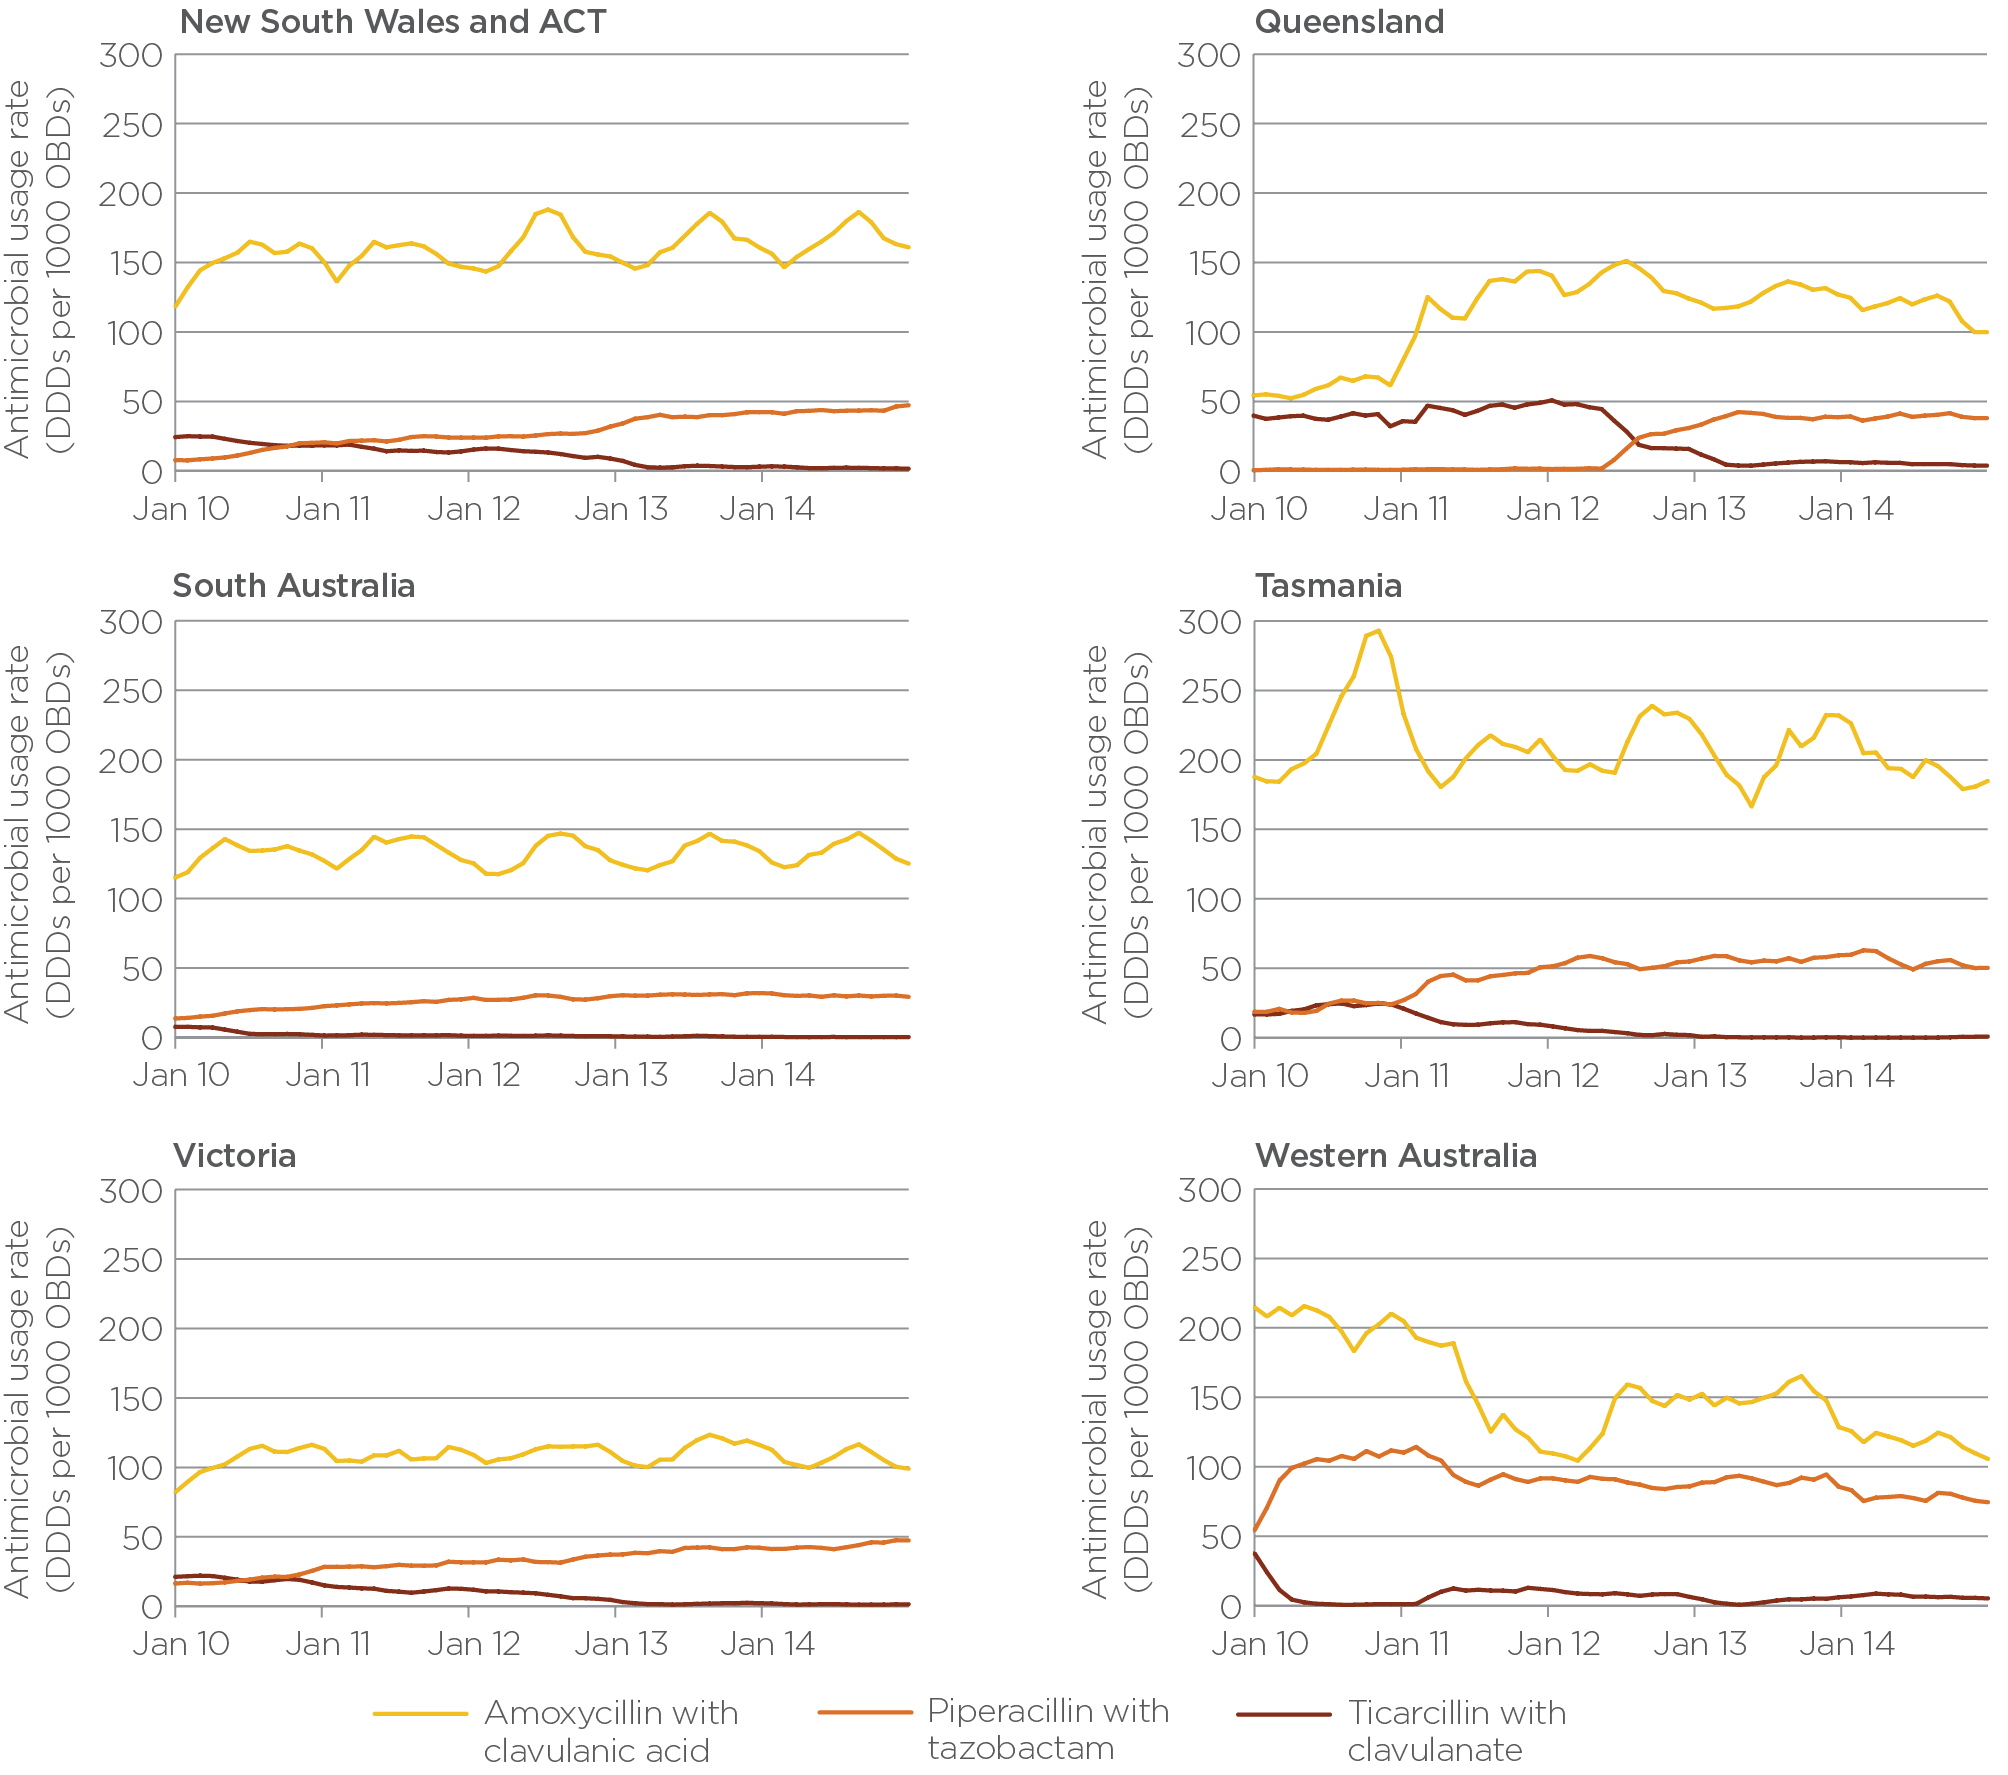 New South Wales and ACT
Antimicrobial usage rate
(DDDs per 1000 OBDs)
300
250
200
150
100
50
0
Jan 10 Jan 11 Jan 12 Jan 13 Jan 14
Queensland
Antimicrobial usage rate
(DDDs per 1000 OBDs)
300
250
200
150
100
50
0
Jan 10 Jan 11 Jan 12 Jan 13 Jan 14
South Australia
Antimicrobial usage rate
(DDDs per 1000 OBDs)
300
250
200
150
100
50
0
Jan 10 Jan 11 Jan 12 Jan 13 Jan 14
Tasmania
Antimicrobial usage rate
(DDDs per 1000 OBDs)
300
250
200
150
100
50
0
Jan 10 Jan 11 Jan 12 Jan 13 Jan 14
Victoria
Antimicrobial usage rate
(DDDs per 1000 OBDs)
300
250
200
150
100
50
0
Jan 10 Jan 11 Jan 12 Jan 13 Jan 14
Western Australia
Antimicrobial usage rate
(DDDs per 1000 OBDs)
300
250
200
150
100
50
0
Jan 10 Jan 11 Jan 12 Jan 13 Jan 14
Amoxycillin with
clavulanic acid
Piperacillin with
tazobactam
Ticarcillin with
clavulanate